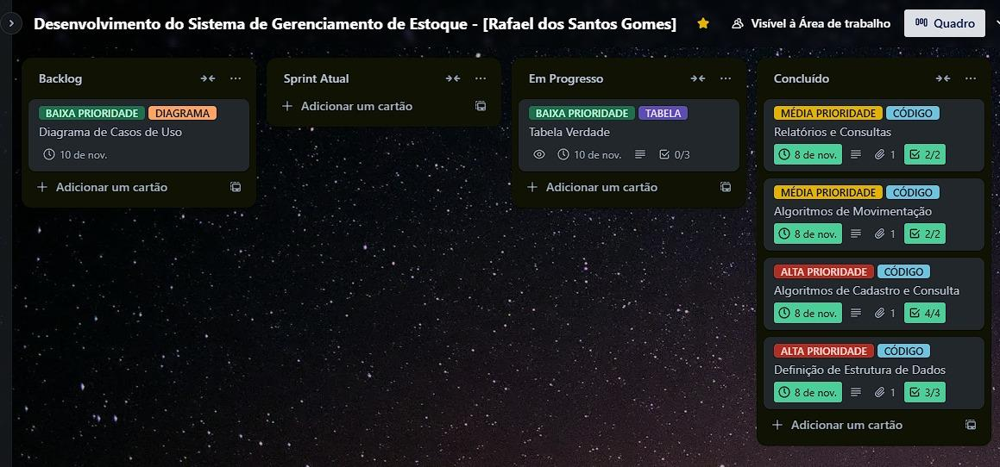 Desenvolvimento do Sistema de Gerenciamento de Estoque - [Rafael dos Santos Gomes]
Visível à Área de trabalho
Quadro
Backlog
BAIXA PRIORIDADE DIAGRAMA
Diagrama de Casos de Uso
10 de nov.
Adicionar um cartão
Sprint Atual
Adicionar um cartão
Em Progresso
BAIXA PRIORIDADE TABELA
Tabela Verdade
10 de nov. 0/3
Adicionar um cartão
Concluído
MÉDIA PRIORIDADE CÓDIGO
Relatórios e Consultas
8 de nov. 1 2/2
MÉDIA PRIORIDADE CÓDIGO
Algoritmos de Movimentação
8 de nov. 1 2/2
ALTA PRIORIDADE CÓDIGO
Algoritmos de Cadastro e Consulta
8 de nov. 1 4/4
ALTA PRIORIDADE CÓDIGO
Definição de Estrutura de Dados
8 de nov. 1 3/3
Adicionar um cartão